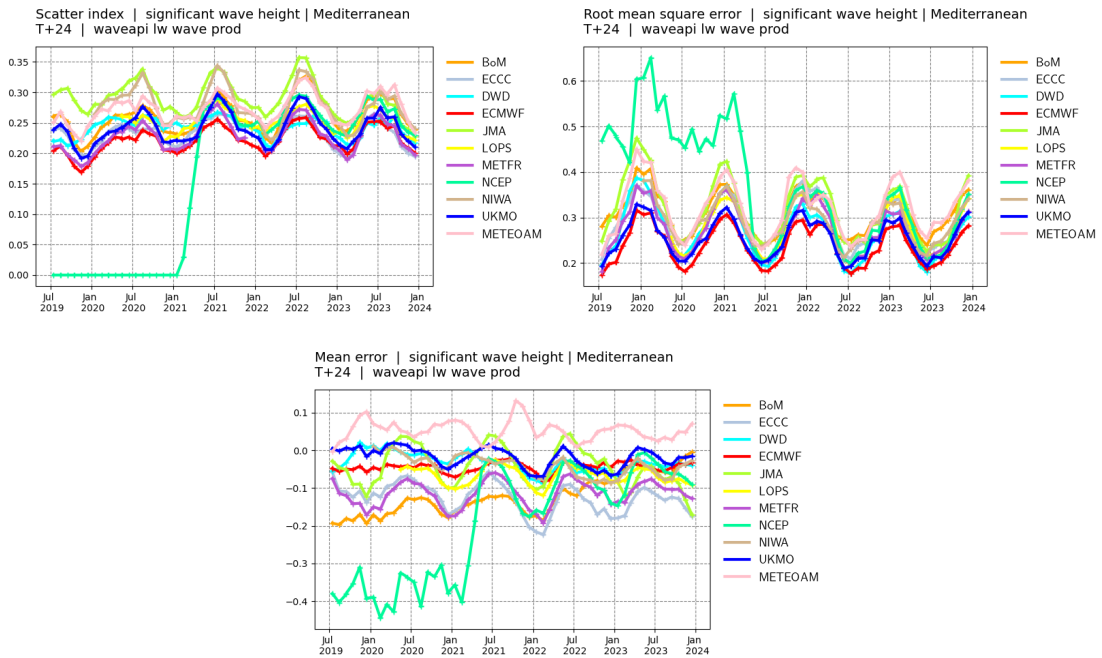 Scatter index | significant wave height | Mediterranean
T+24 | waveapi lw wave prod
0.35
0.30
0.25
0.20
0.15
0.10
0.05
0.00
Jul Jan Jul Jan Jul Jan Jul Jan Jul Jan
2019 2020 2020 2021 2021 2022 2022 2023 2023 2024
BoM
ECCC
DWD
ECMWF
JMA
LOPS
METFR
NCEP
NIWA
UKMO
METEOAM
Root mean square error | significant wave height | Mediterranean
T+24 | waveapi lw wave prod
0.6
0.5
0.4
0.3
0.2
Jul Jan Jul Jan Jul Jan Jul Jan Jul Jan
2019 2020 2020 2021 2021 2022 2022 2023 2023 2024
BoM
ECCC
DWD
ECMWF
JMA
LOPS
METFR
NCEP
NIWA
UKMO
METEOAM
Mean error | significant wave height | Mediterranean
T+24 | waveapi lw wave prod
0.1
0.0
−0.1
−0.2
−0.3
−0.4
Jul Jan Jul Jan Jul Jan Jul Jan Jul Jan
2019 2020 2020 2021 2021 2022 2022 2023 2023 2024
BoM
ECCC
DWD
ECMWF
JMA
LOPS
METFR
NCEP
NIWA
UKMO
METEOAM